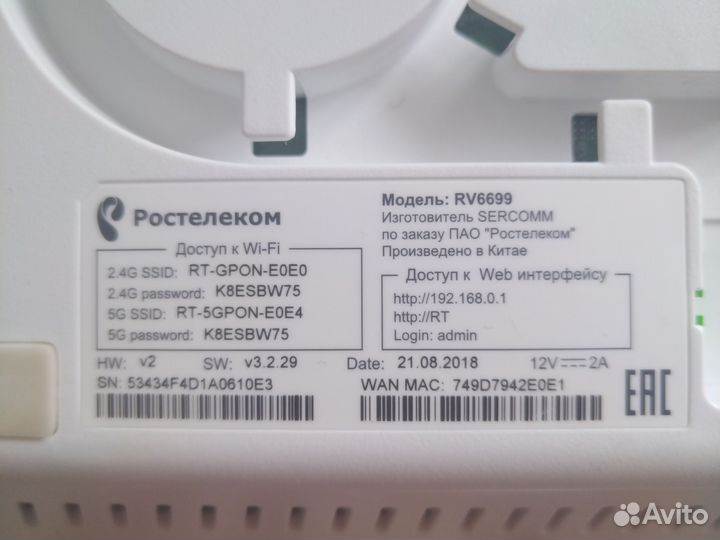 Ростелеком
Доступ к Wi-Fi
2.4G SSID: RT-GPON-E0E0
2.4G password: K8ESBW75
5G SSID: RT-5GPON-E0E4
5G password: K8ESBW75
Модель: RV6699
Изготовитель SERCOMM
по заказу ПАО "Ростелеком"
Произведено в Китае
Доступ к Web интерфейсу
http://192.168.0.1
http://RT
Login: admin
HW: v2 SW: v3.2.29 Date: 21.08.2018 12V 2A
SN: 53434F4D1A0610E3 WAN MAC: 749D7942E0E1
EAC
Avito